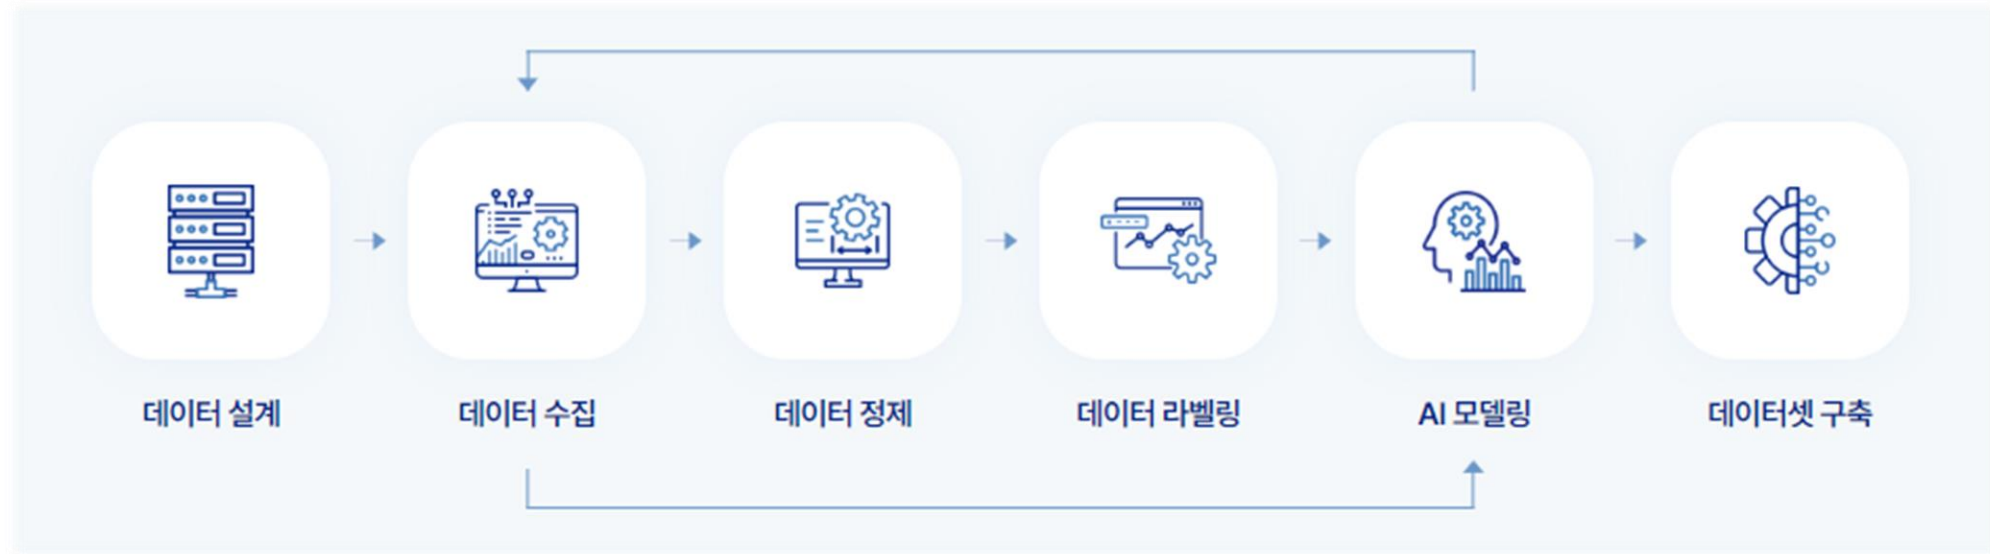 데이터 설계
데이터 수집
데이터 정제
데이터 라벨링
AI 모델링
데이터셋 구축